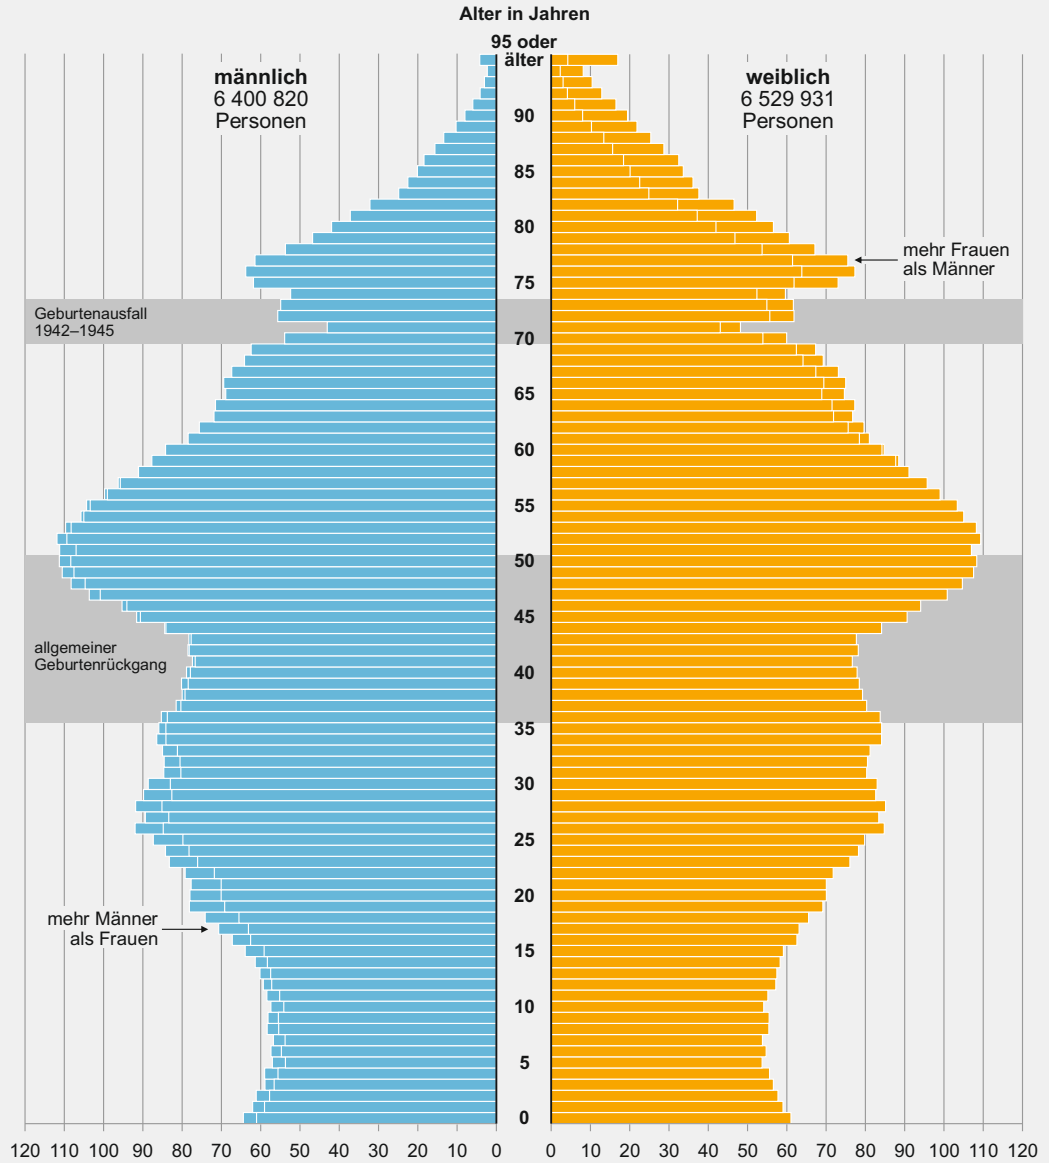 Alter in Jahren
95 oder
älter
männlich
6 400 820
Personen
weiblich
6 529 931
Personen
90
85
80
mehr Frauen
als Männer
75
Geburtenausfall
1942–1945
70
65
60
55
50
45
allgemeiner
Geburtenrückgang
40
35
30
25
20
mehr Männer
als Frauen
15
10
5
0
120 110 100 90 80 70 60 50 40 30 20 10 0 0 10 20 30 40 50 60 70 80 90 100 110 120